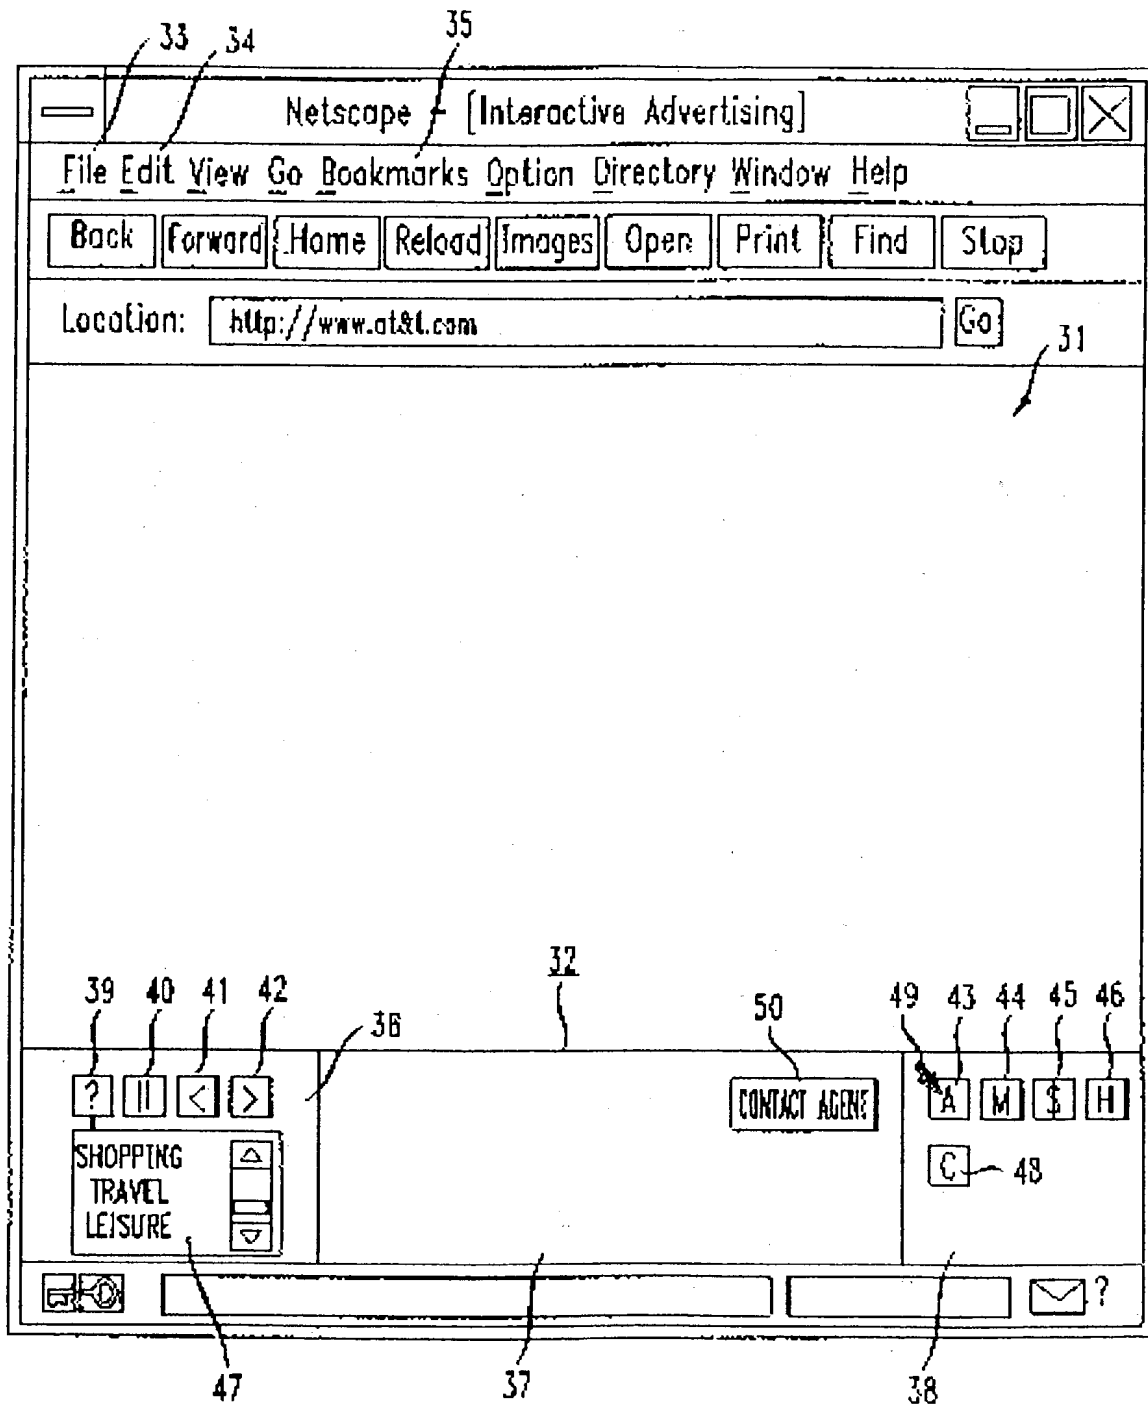 33 34 35
Netscape - [Interactive Advertising]
File Edit View Go Bookmarks Option Directory Window Help
Back Forward Home Reload Images Open Print Find Stop
Location: http://www.at&t.com Go
31
39 40 41 42 32 50 49 43 44 45 46
36
? || < > CONTACT AGENT A M $ H
SHOPPING
TRAVEL
LEISURE
C 48
?
47 37 38